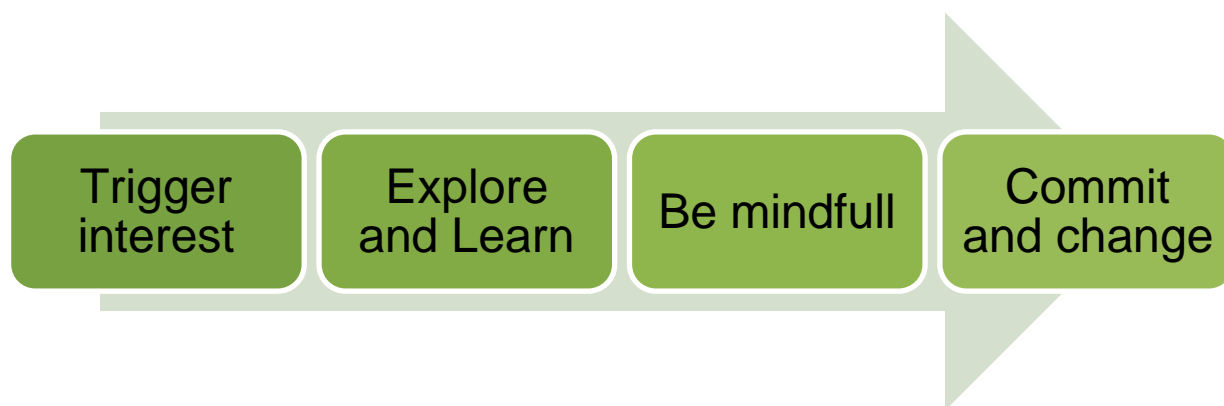 Trigger
interest
Explore
and Learn
Be mindfull
Commit
and change